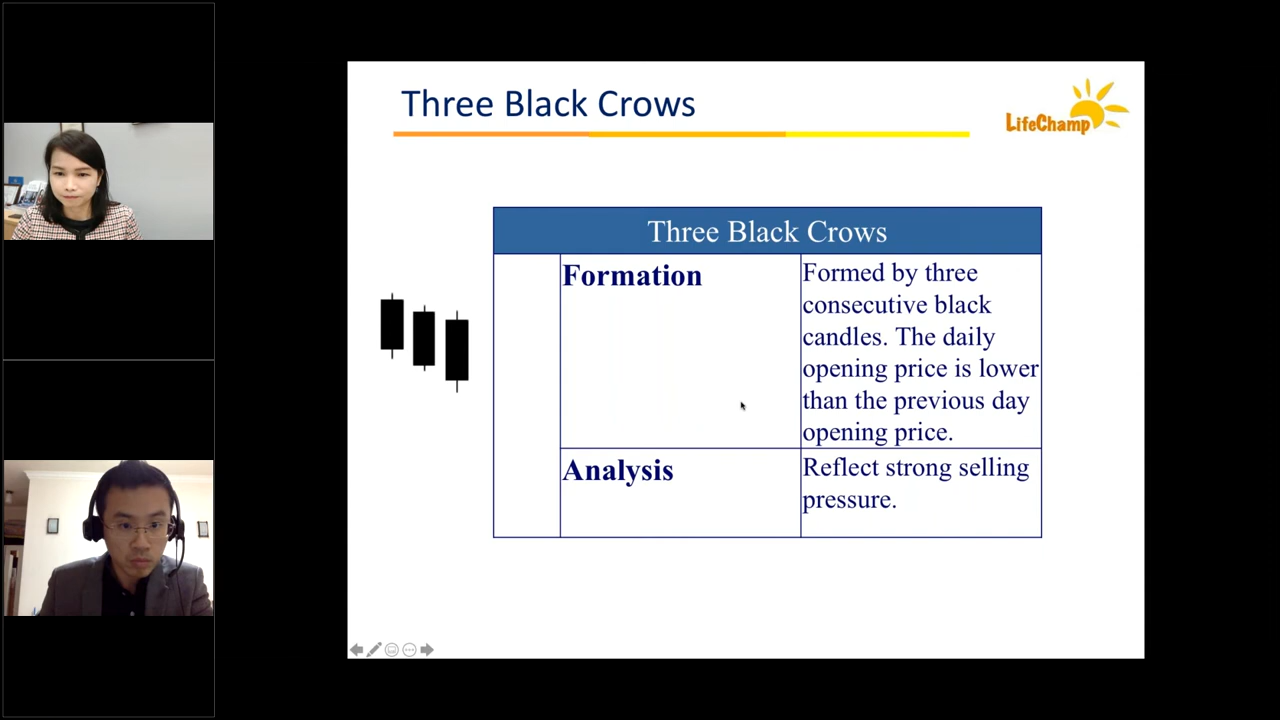 Three Black Crows
LifeChamp
Three Black Crows
Formation
Formed by three
consecutive black
candles. The daily
opening price is lower
than the previous day
opening price.
Analysis
Reflect strong selling
pressure.